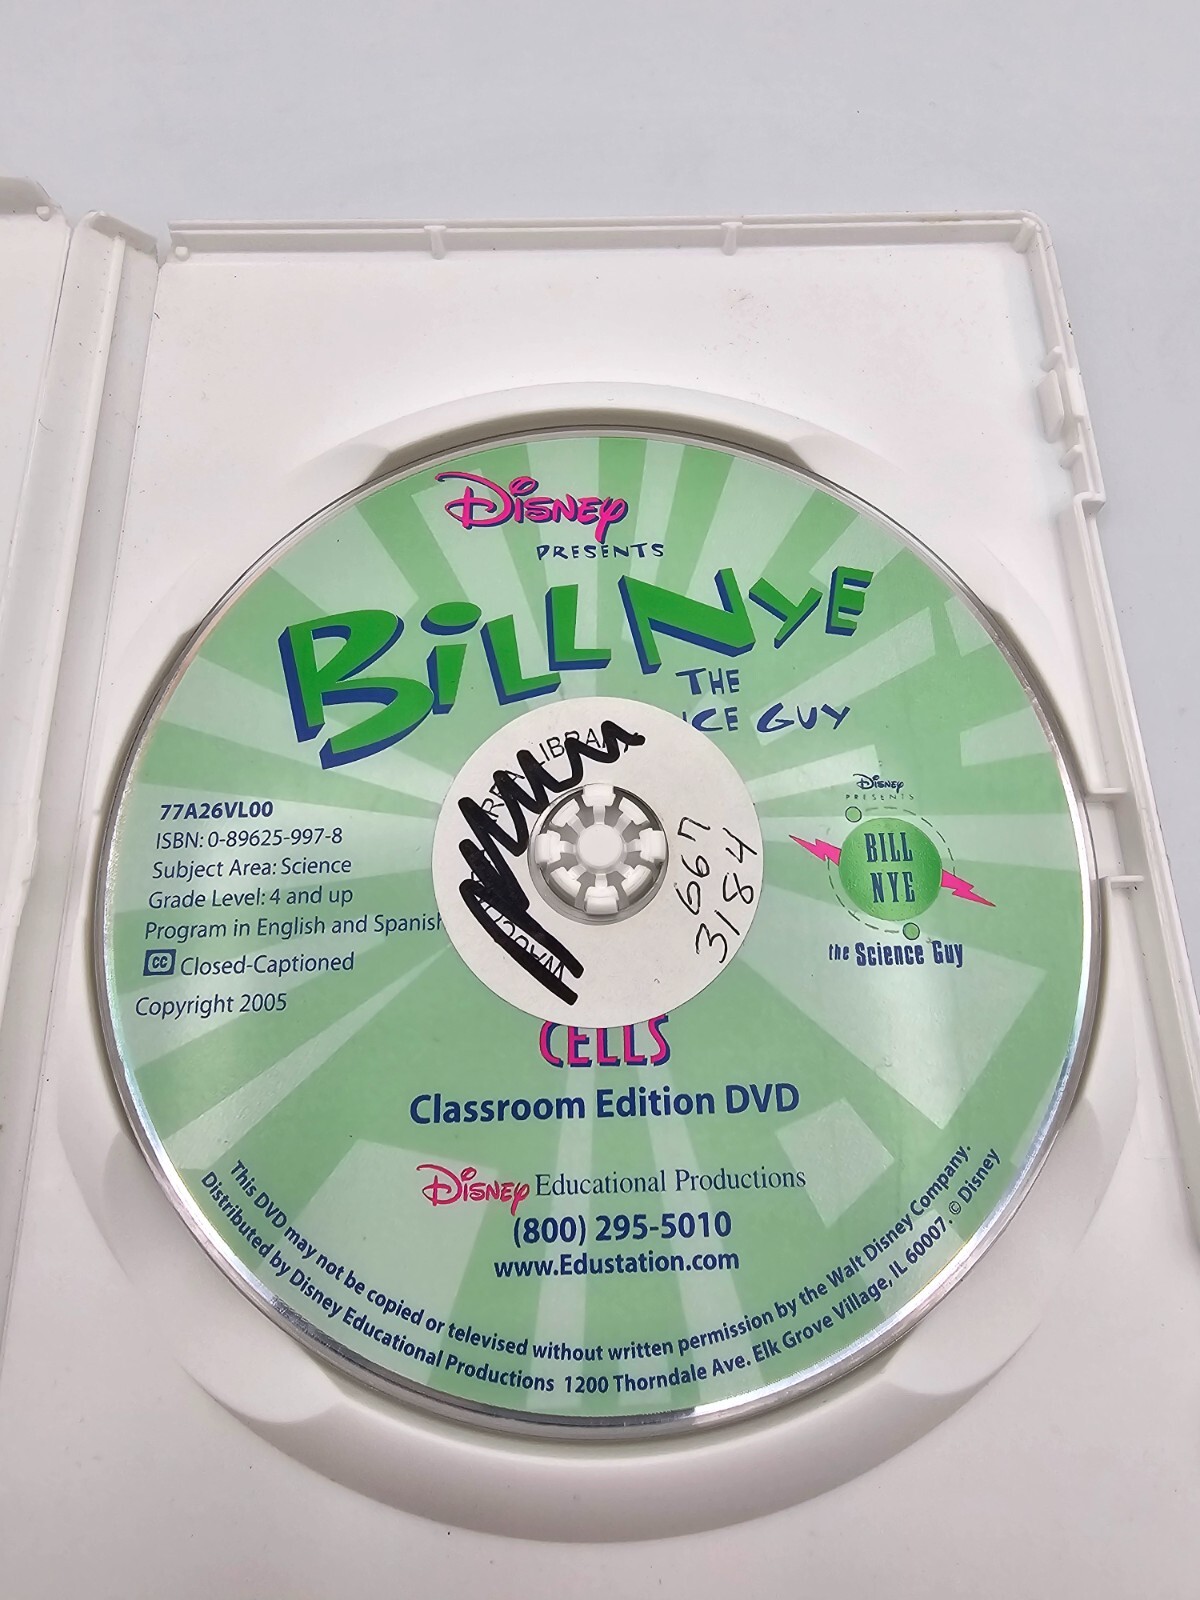 Disney
PRESENTS
BILL NYE
THE
GUY
LIBRARY
667
3184
77A26VL00
ISBN: 0-89625-997-8
Subject Area: Science
Grade Level: 4 and up
Program in English and Spanish
CC Closed-Captioned
Copyright 2005
Disney
PRESENTS
BILL
NYE
the Science Guy
CELLS
Classroom Edition DVD
Disney Educational Productions
(800) 295-5010
www.Edustation.com
This DVD may not be copied or televised without written permission by the Walt Disney Company.
Distributed by Disney Educational Productions 1200 Thorndale Ave. Elk Grove Village, IL 60007. © Disney